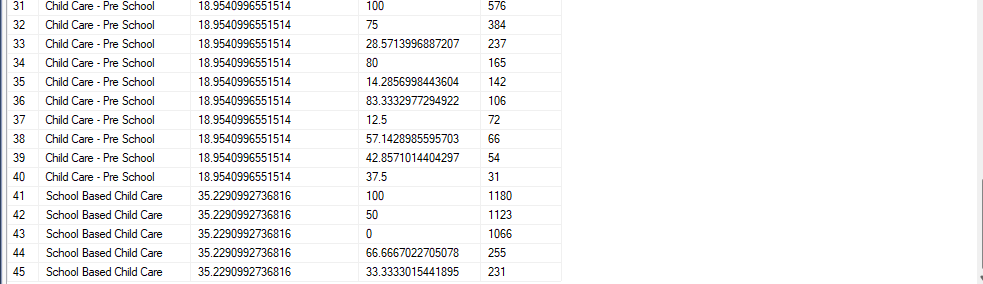 31 Child Care - Pre School 18.9540996551514 100 576
32 Child Care - Pre School 18.9540996551514 75 384
33 Child Care - Pre School 18.9540996551514 28.5713996887207 237
34 Child Care - Pre School 18.9540996551514 80 165
35 Child Care - Pre School 18.9540996551514 14.2856998443604 142
36 Child Care - Pre School 18.9540996551514 83.3332977294922 106
37 Child Care - Pre School 18.9540996551514 12.5 72
38 Child Care - Pre School 18.9540996551514 57.1428985595703 66
39 Child Care - Pre School 18.9540996551514 42.8571014404297 54
40 Child Care - Pre School 18.9540996551514 37.5 31
41 School Based Child Care 35.2290992736816 100 1180
42 School Based Child Care 35.2290992736816 50 1123
43 School Based Child Care 35.2290992736816 0 1066
44 School Based Child Care 35.2290992736816 66.6667022705078 255
45 School Based Child Care 35.2290992736816 33.3333015441895 231